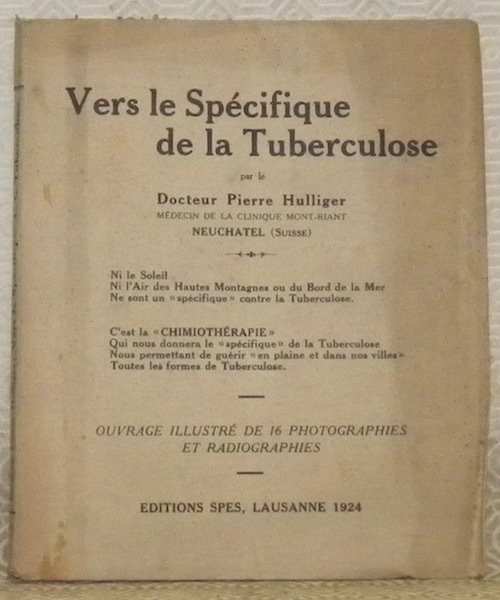 Vers le Spécifique
de la Tuberculose
par le
Docteur Pierre Hulliger
MÉDECIN DE LA CLINIQUE MONT-RIANT
NEUCHATEL (SUISSE)
Ni le Soleil
Ni l'Air des Hautes Montagnes ou du Bord de la Mer
Ne sont un "spécifique" contre la Tuberculose.
C'est la "CHIMIOTHÉRAPIE"
Qui nous donnera le "spécifique" de la Tuberculose
Nous permettant de guérir "en plaine et dans nos villes"
Toutes les formes de Tuberculose.
OUVRAGE ILLUSTRÉ DE 16 PHOTOGRAPHIES
ET RADIOGRAPHIES
EDITIONS SPES, LAUSANNE 1924